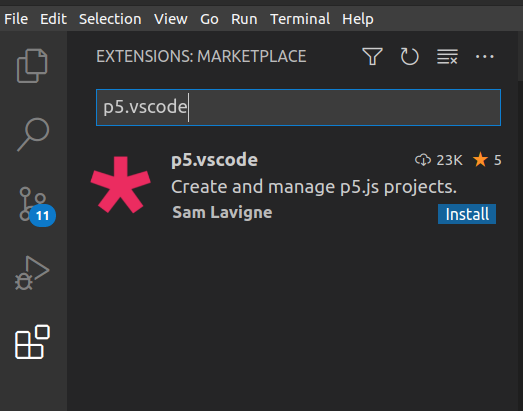 File Edit Selection View Go Run Terminal Help
EXTENSIONS: MARKETPLACE
p5.vscode
p5.vscode 23K 5
Create and manage p5.js projects.
Sam Lavigne Install
11